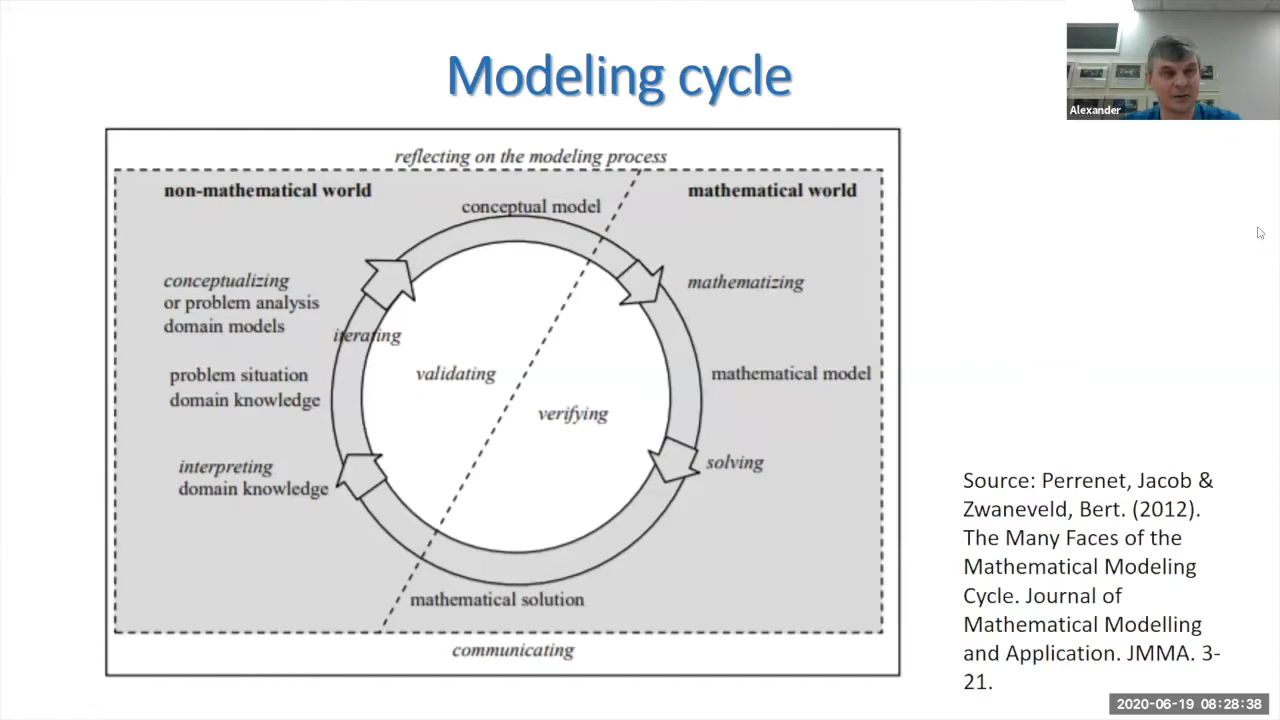 Modeling cycle
Alexander
reflecting on the modeling process
non-mathematical world
mathematical world
conceptual model
conceptualizing
or problem analysis
domain models
mathematizing
iterating
validating
problem situation
domain knowledge
mathematical model
verifying
interpreting
domain knowledge
solving
mathematical solution
communicating
Source: Perrenet, Jacob &
Zwaneveld, Bert. (2012).
The Many Faces of the
Mathematical Modeling
Cycle. Journal of
Mathematical Modelling
and Application. JMMA. 3-
21.
2020-06-19 08:28:38